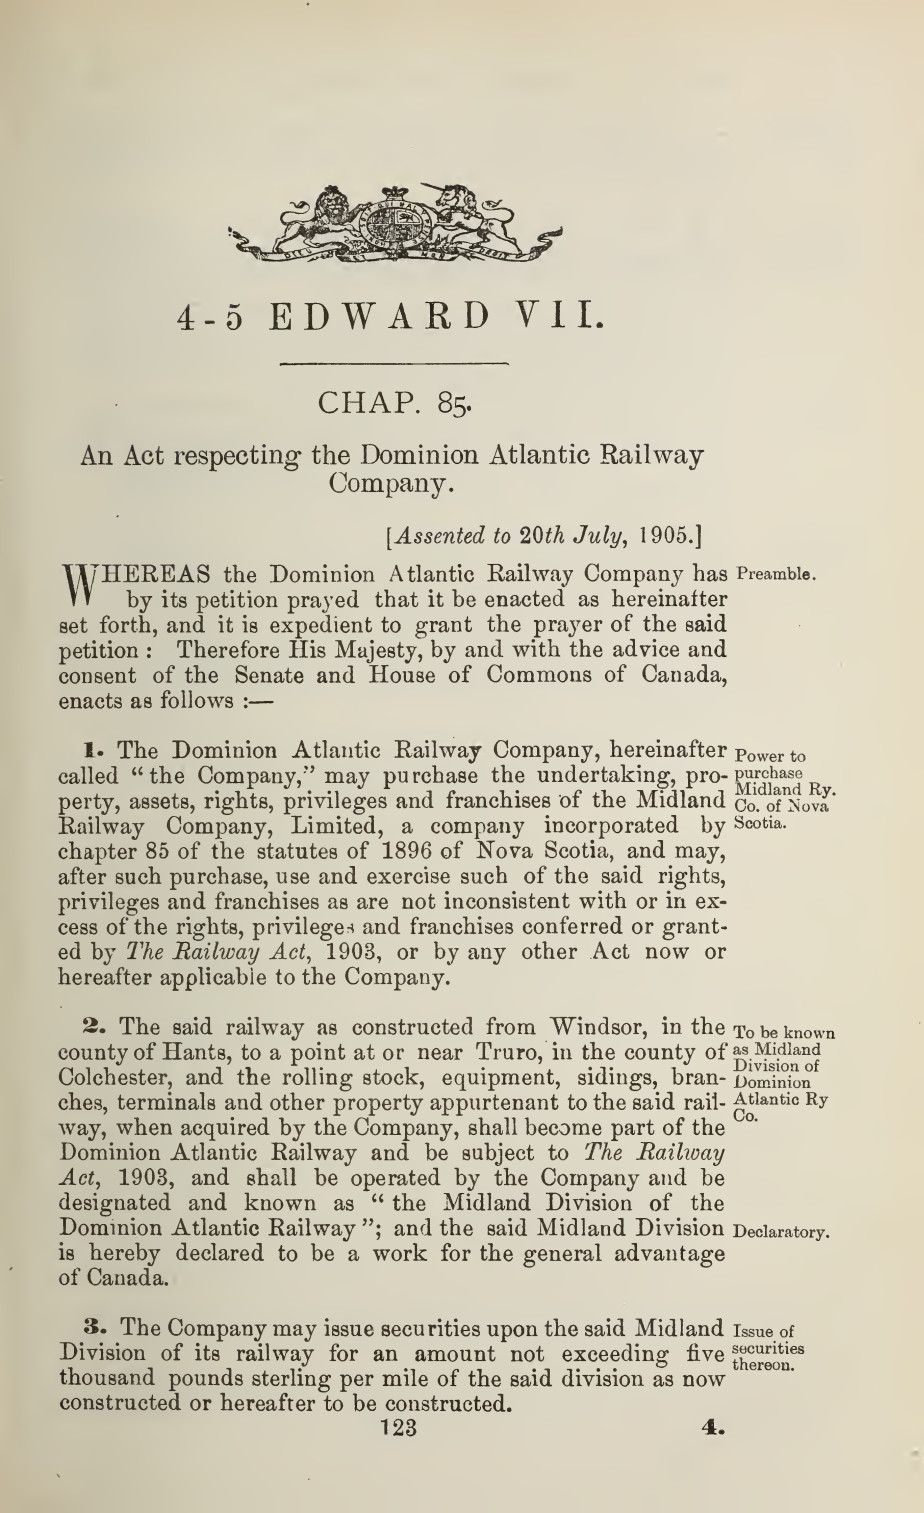 4-5 EDWARD VII.
CHAP. 85.
An Act respecting the Dominion Atlantic Railway
Company.
[Assented to 20th July, 1905.]
WHEREAS the Dominion Atlantic Railway Company has Preamble.
by its petition prayed that it be enacted as hereinafter
set forth, and it is expedient to grant the prayer of the said
petition : Therefore His Majesty, by and with the advice and
consent of the Senate and House of Commons of Canada,
enacts as follows :—
1. The Dominion Atlantic Railway Company, hereinafter Power to
called “ the Company,” may purchase the undertaking, pro- purchase
perty, assets, rights, privileges and franchises of the Midland Midland Ry.
Co. of Nova
Railway Company, Limited, a company incorporated by Scotia.
chapter 85 of the statutes of 1896 of Nova Scotia, and may,
after such purchase, use and exercise such of the said rights,
privileges and franchises as are not inconsistent with or in ex-
cess of the rights, privileges and franchises conferred or grant-
ed by The Railway Act, 1903, or by any other Act now or
hereafter applicable to the Company.
2. The said railway as constructed from Windsor, in the To be known
county of Hants, to a point at or near Truro, in the county of as Midland
Division of
Colchester, and the rolling stock, equipment, sidings, bran- Dominion
ches, terminals and other property appurtenant to the said rail- Atlantic Ry
way, when acquired by the Company, shall become part of the Co.
Dominion Atlantic Railway and be subject to The Railway
Act, 1903, and shall be operated by the Company and be
designated and known as “ the Midland Division of the
Dominion Atlantic Railway ”; and the said Midland Division Declaratory.
is hereby declared to be a work for the general advantage
of Canada.
3. The Company may issue securities upon the said Midland Issue of
Division of its railway for an amount not exceeding five securities
thousand pounds sterling per mile of the said division as now thereon.
constructed or hereafter to be constructed.
123 4.